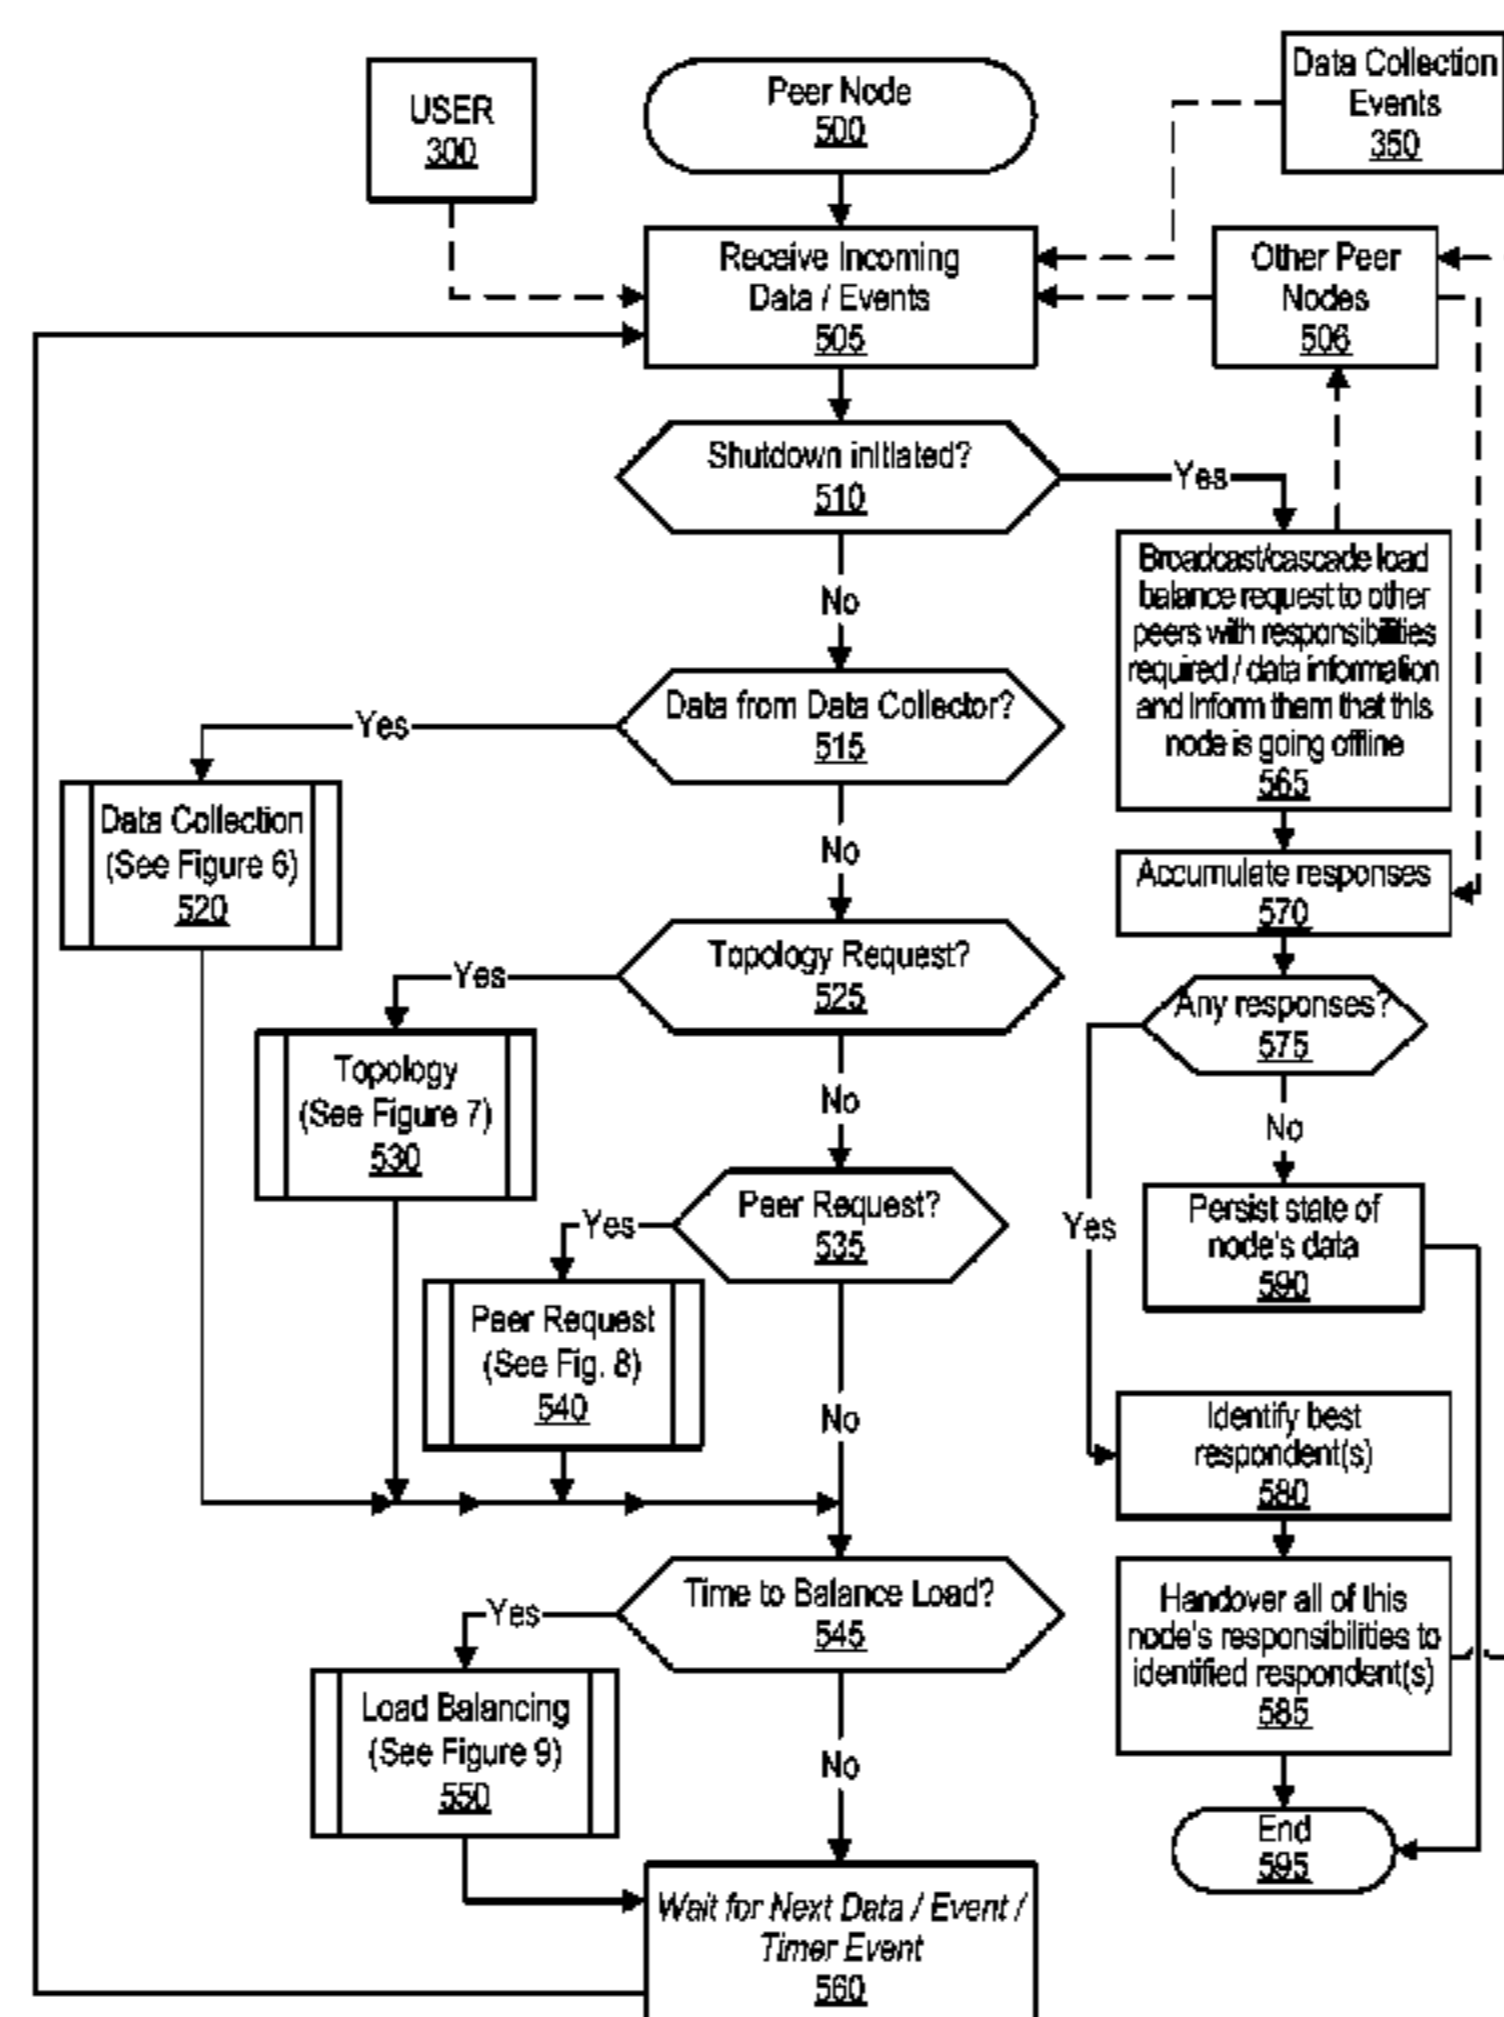 USER
300
Peer Node
500
Data Collection
Events
350
Receive Incoming
Data / Events
505
Other Peer
Nodes
506
Shutdown initiated?
510
Yes
No
Broadcast/cascade load
balance request to other
peers with responsibilities
required / data information
and inform them that this
node is going offline
565
Data from Data Collector?
515
Yes
No
Data Collection
(See Figure 6)
520
Accumulate responses
570
Topology Request?
525
Yes
No
Any responses?
575
No
Yes
Topology
(See Figure 7)
530
Peer Request?
535
Yes
No
Persist state of
node's data
590
Peer Request
(See Fig. 8)
540
Identify best
respondent(s)
580
Time to Balance Load?
545
Yes
No
Handover all of this
node's responsibilities to
identified respondent(s)
585
Load Balancing
(See Figure 9)
550
End
595
Wait for Next Data / Event /
Timer Event
560